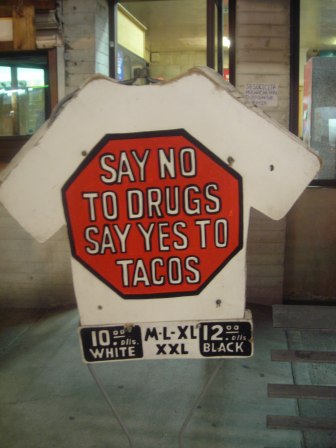 SAY NO
TO DRUGS
SAY YES TO
TACOS
10.00 dlls. M-L-XL 12.00 dlls.
WHITE XXL BLACK